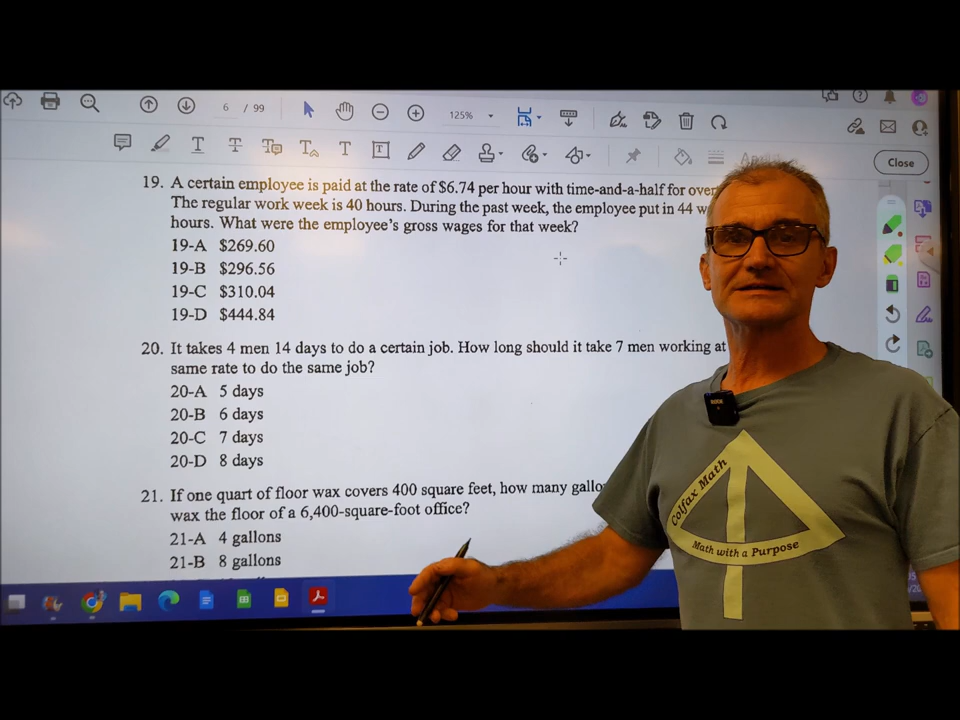 6 / 99
125%
Close
19. A certain employee is paid at the rate of $6.74 per hour with time-and-a-half for
The regular work week is 40 hours. During the past week, the employee put in 44
hours. What were the employee's gross wages for that week?
19-A $269.60
19-B $296.56
19-C $310.04
19-D $444.84
20. It takes 4 men 14 days to do a certain job. How long should it take 7 men working at
same rate to do the same job?
20-A 5 days
20-B 6 days
20-C 7 days
20-D 8 days
21. If one quart of floor wax covers 400 square feet, how many
wax the floor of a 6,400-square-foot office?
21-A 4 gallons
21-B 8 gallons
Colfax Math
Math with a Purpose